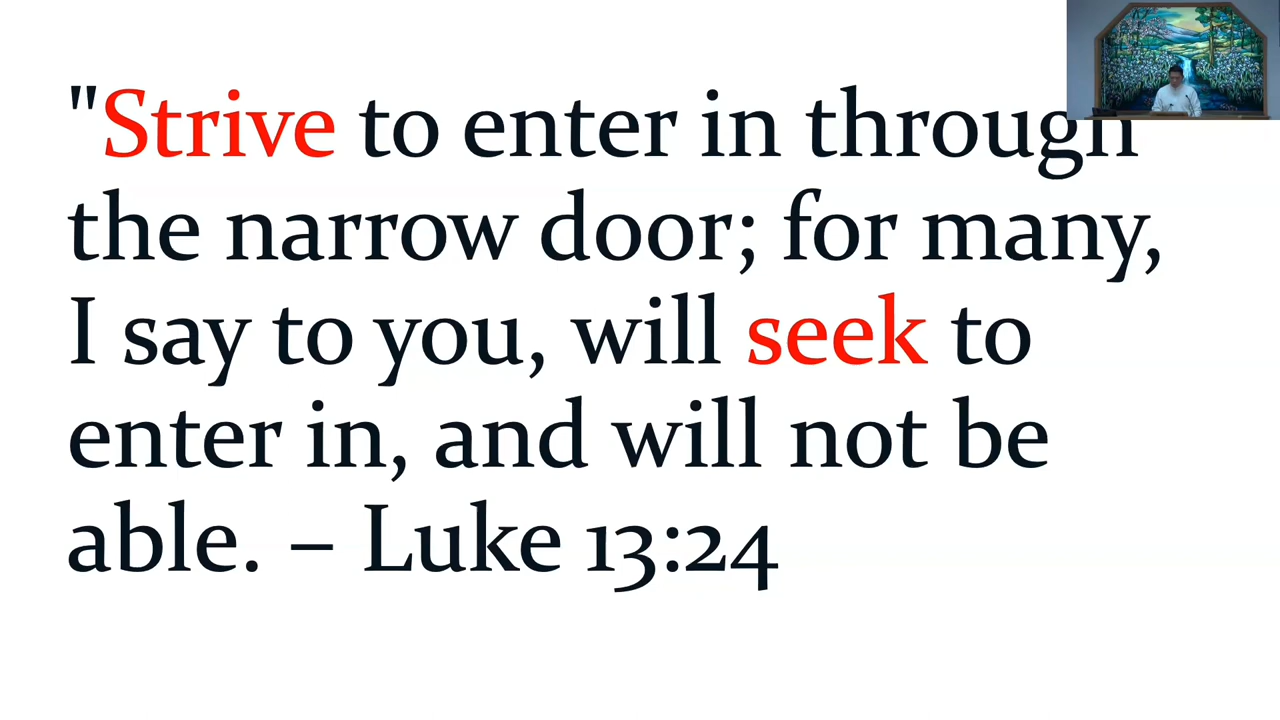 "Strive to enter in through
the narrow door; for many,
I say to you, will seek to
enter in, and will not be
able. – Luke 13:24